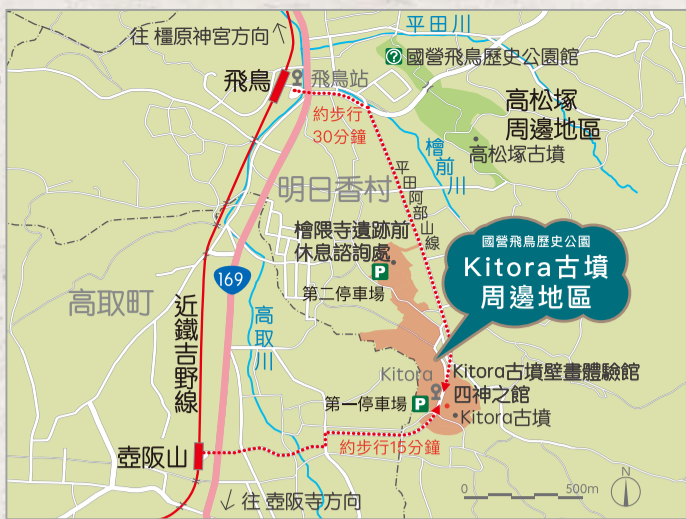 往 橿原神宮方向
平田川
國營飛鳥歷史公園館
飛鳥
飛鳥站
高松塚
周邊地區
高松塚古墳
約步行
30分鐘
檜前川
平田阿部山線
明日香村
檜隈寺遺跡前
休息諮詢處
P
第二停車場
國營飛鳥歷史公園
Kitora古墳
周邊地區
169
高取町
近鐵吉野線
高取川
Kitora
Kitora古墳壁畫體驗館
四神之館
第一停車場
P
Kitora古墳
約步行15分鐘
壺阪山
往 壺阪寺方向
0
500m
N
?